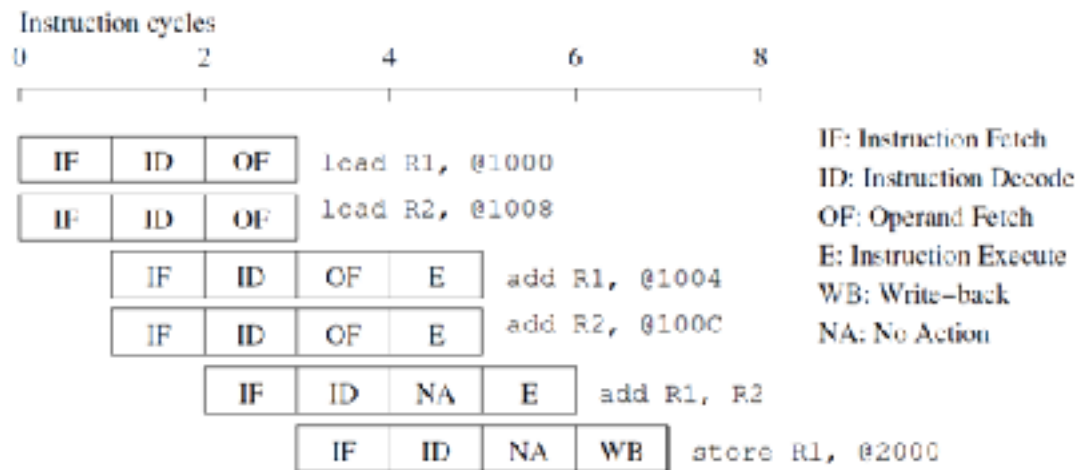 Instruction cycles
0 2 4 6 8
IF ID OF load R1, @1000
IF ID OF load R2, @1008
IF ID OF E add R1, @1004
IF ID OF E add R2, @100C
IF ID NA E add R1, R2
IF ID NA WB store R1, @2000
IF: Instruction Fetch
ID: Instruction Decode
OF: Operand Fetch
E: Instruction Execute
WB: Write-back
NA: No Action